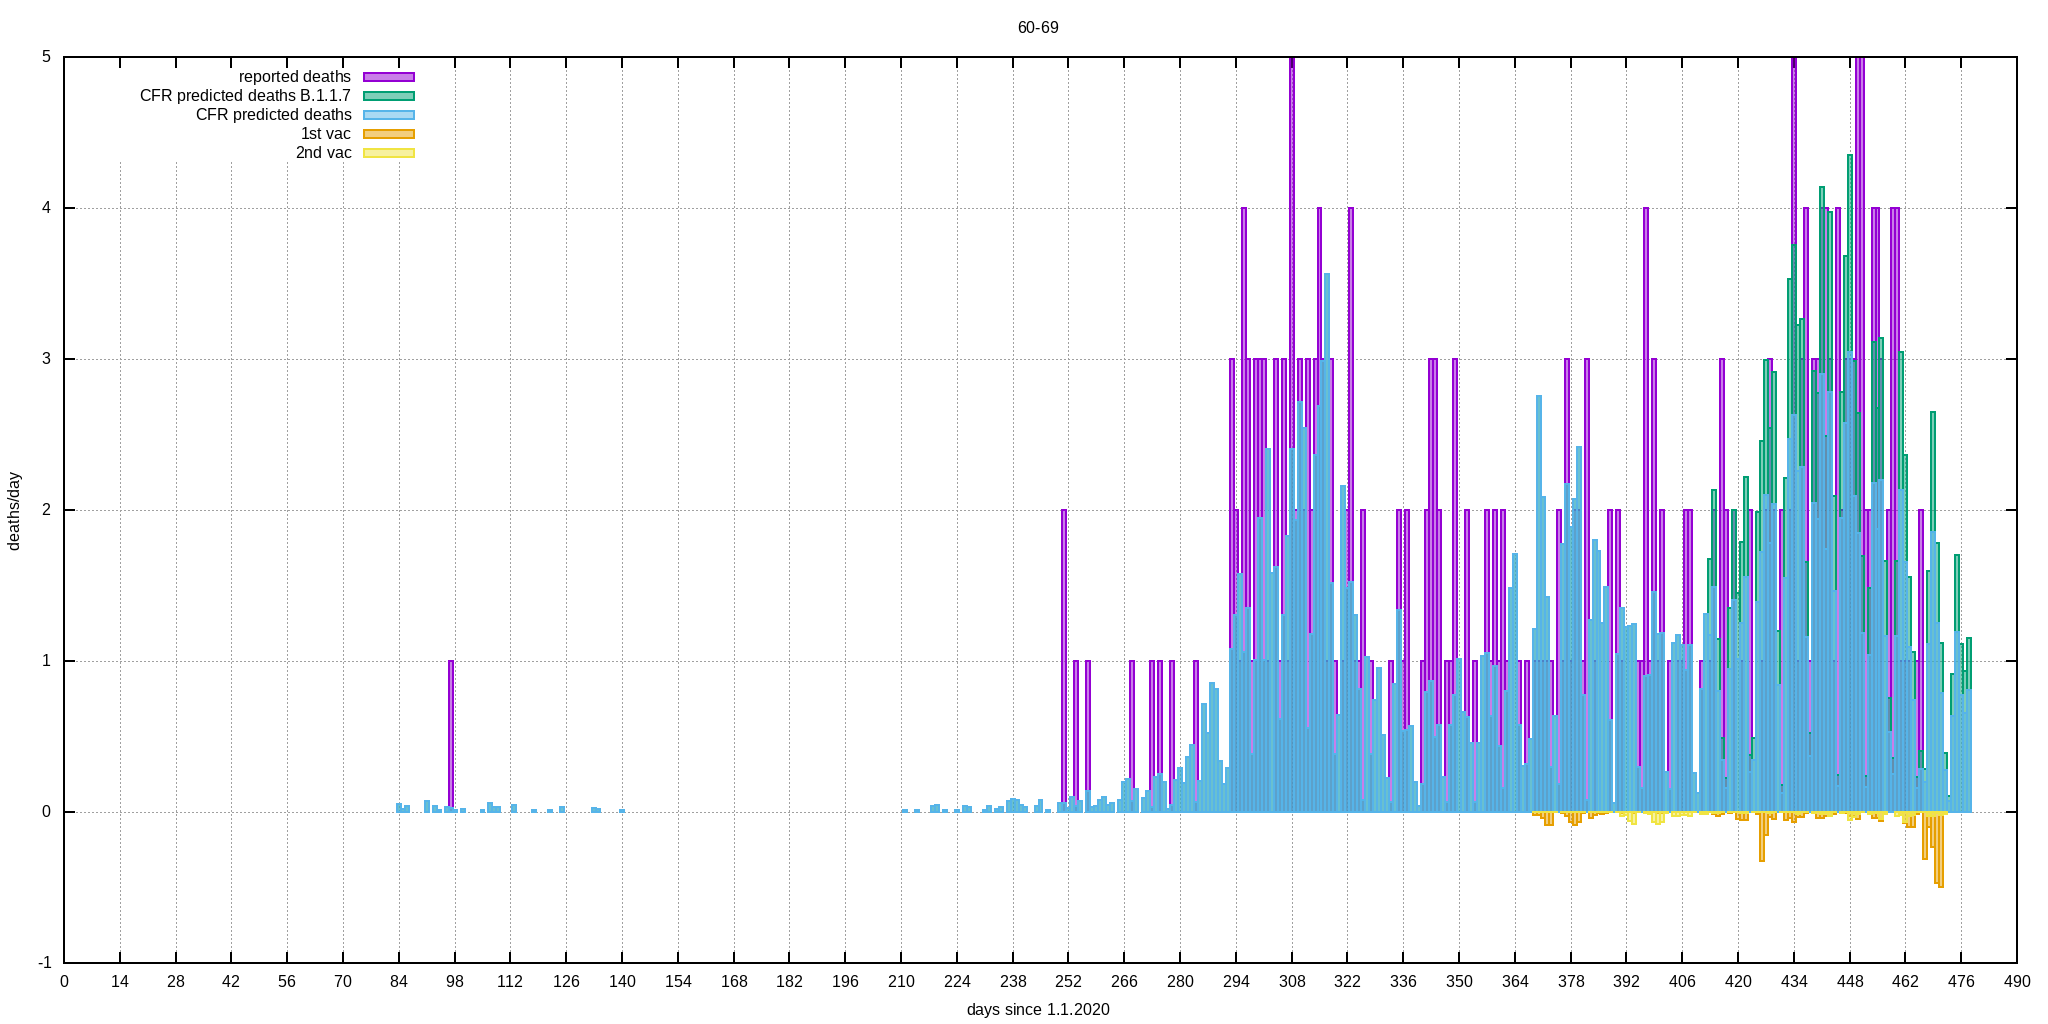 60-69
5
4
3
2
1
0
-1
deaths/day
reported deaths
CFR predicted deaths B.1.1.7
CFR predicted deaths
1st vac
2nd vac
0 14 28 42 56 70 84 98 112 126 140 154 168 182 196 210 224 238 252 266 280 294 308 322 336 350 364 378 392 406 420 434 448 462 476 490
days since 1.1.2020